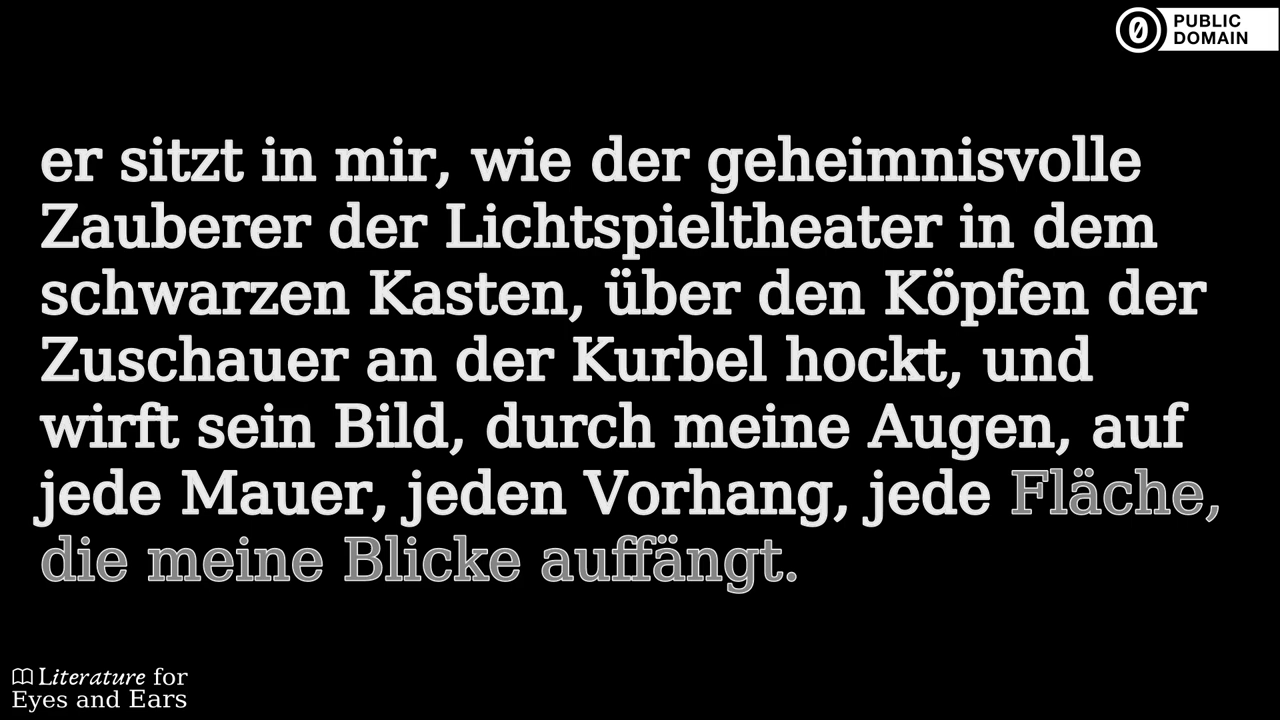 PUBLIC
DOMAIN
er sitzt in mir, wie der geheimnisvolle
Zauberer der Lichtspieltheater in dem
schwarzen Kasten, über den Köpfen der
Zuschauer an der Kurbel hockt, und
wirft sein Bild, durch meine Augen, auf
jede Mauer, jeden Vorhang, jede Fläche,
die meine Blicke auffängt.
Literature for
Eyes and Ears